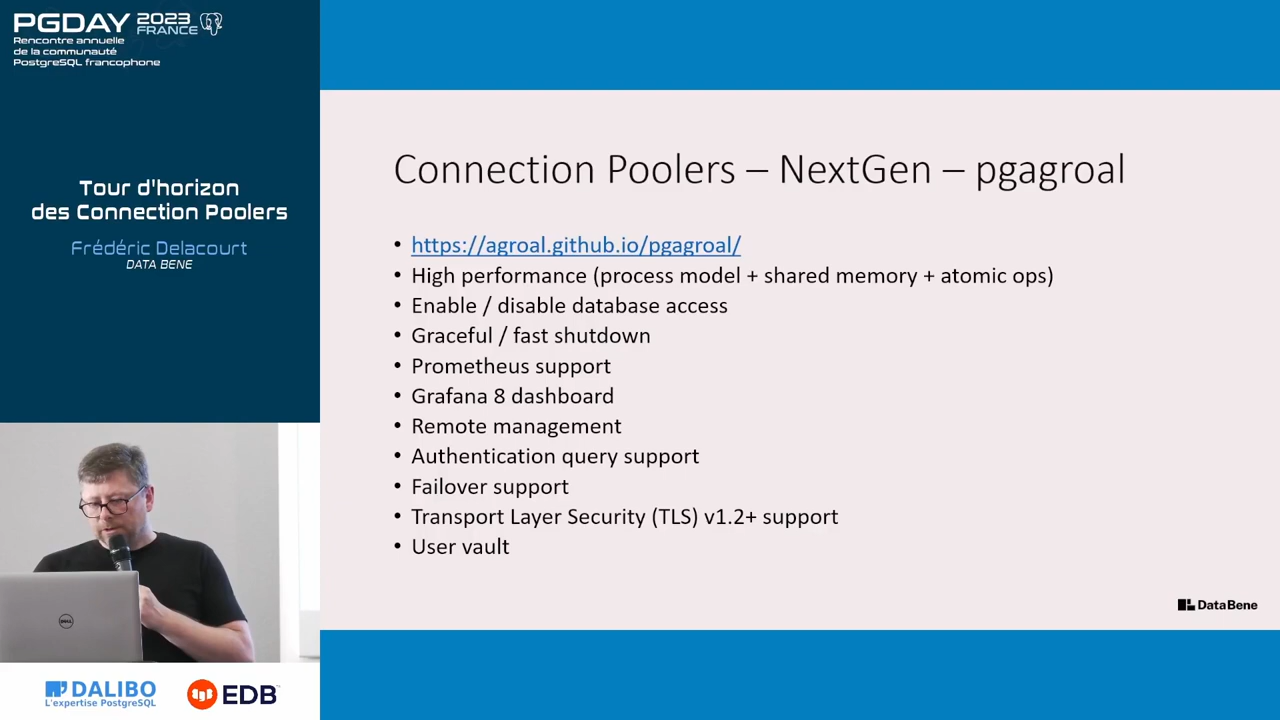 PGDAY 2023 FRANCE
Rencontre annuelle
de la communauté
PostgreSQL francophone
Tour d'horizon
des Connection Poolers
Frédéric Delacourt
DATA BENE
Connection Poolers – NextGen – pgagroal
• https://agroal.github.io/pgagroal/
• High performance (process model + shared memory + atomic ops)
• Enable / disable database access
• Graceful / fast shutdown
• Prometheus support
• Grafana 8 dashboard
• Remote management
• Authentication query support
• Failover support
• Transport Layer Security (TLS) v1.2+ support
• User vault
Data Bene
DELL
DALIBO
L'expertise PostgreSQL
EDB